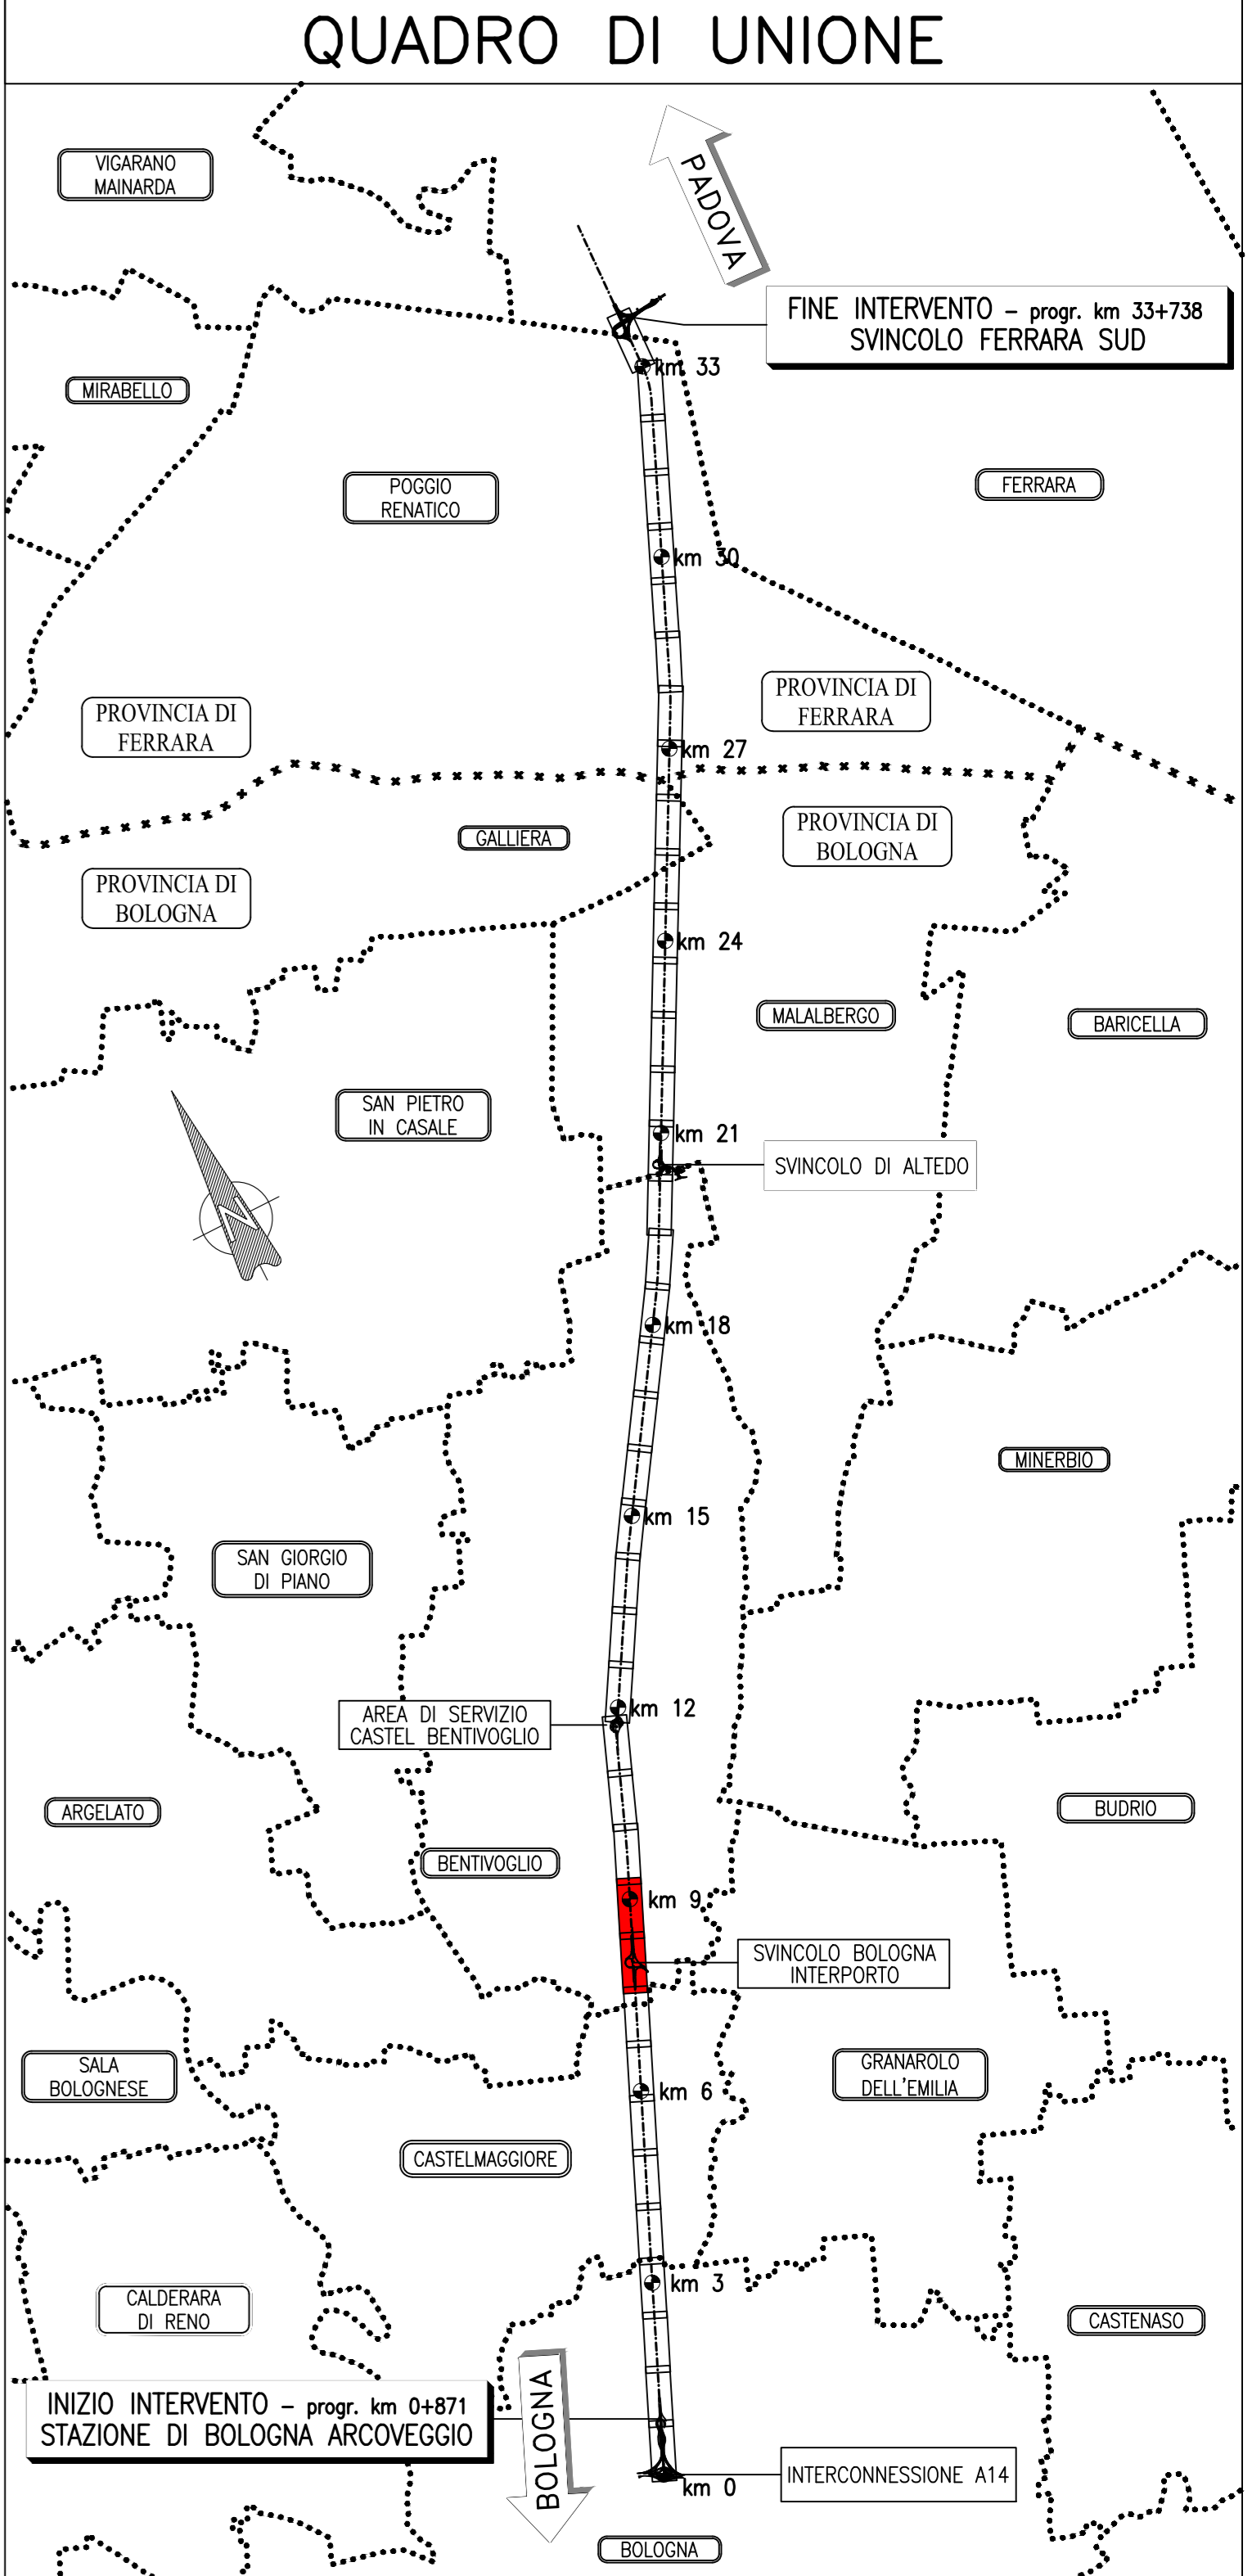 QUADRO DI UNIONE
VIGARANO
MAINARDA
PADOVA
FINE INTERVENTO – progr. km 33+738
SVINCOLO FERRARA SUD
km 33
MIRABELLO
POGGIO
RENATICO
FERRARA
km 30
PROVINCIA DI
FERRARA
PROVINCIA DI
FERRARA
km 27
GALLIERA
PROVINCIA DI
BOLOGNA
PROVINCIA DI
BOLOGNA
km 24
MALALBERGO
BARICELLA
SAN PIETRO
IN CASALE
km 21
SVINCOLO DI ALTEDO
N
km 18
MINERBIO
km 15
SAN GIORGIO
DI PIANO
km 12
AREA DI SERVIZIO
CASTEL BENTIVOGLIO
ARGELATO
BUDRIO
BENTIVOGLIO
km 9
SVINCOLO BOLOGNA
INTERPORTO
SALA
BOLOGNESE
GRANAROLO
DELL'EMILIA
km 6
CASTELMAGGIORE
km 3
CALDERARA
DI RENO
CASTENASO
INIZIO INTERVENTO – progr. km 0+871
STAZIONE DI BOLOGNA ARCOVEGGIO
BOLOGNA
INTERCONNESSIONE A14
km 0
BOLOGNA